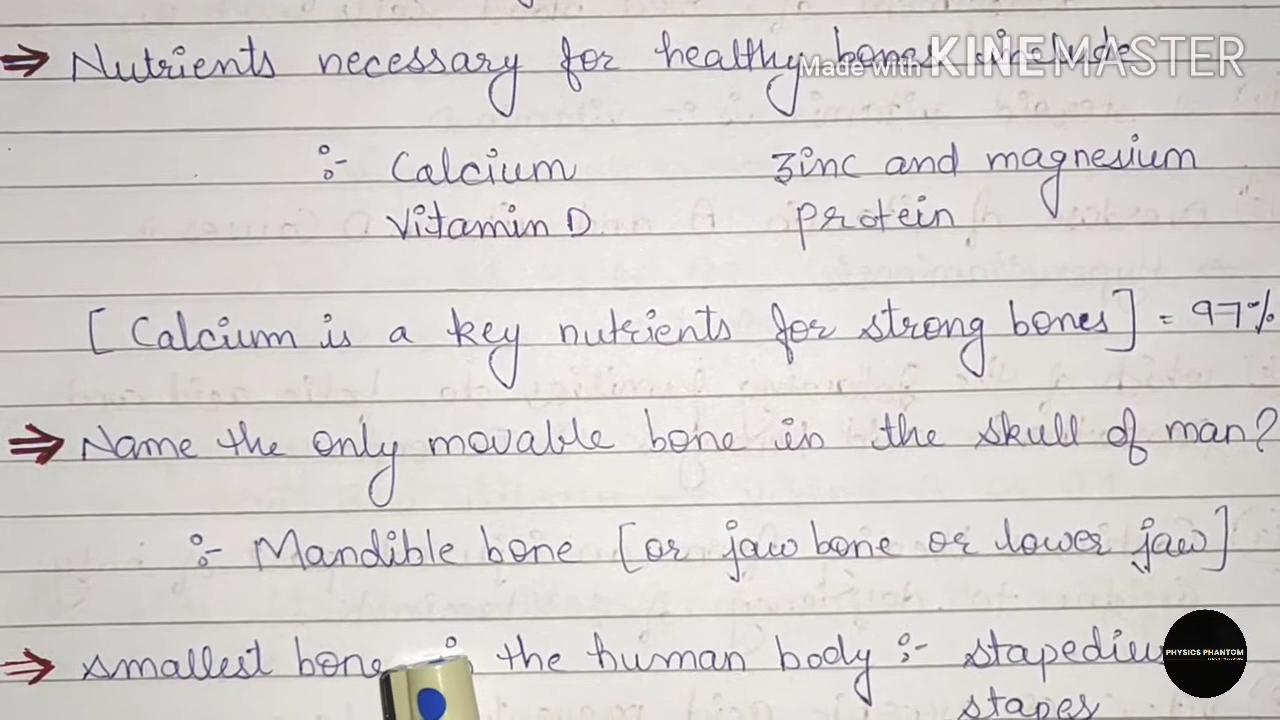 ⇒ Nutrients necessary for healthy bones include
Made with KINEMASTER
:- Calcium Zinc and magnesium
Vitamin D Protein
[Calcium is a key nutrients for strong bones] = 97%
⇒ Name the only movable bone in the skull of man?
:- Mandible bone [or jaw bone or lower jaw]
⇒ smallest bone the human body :- stapedius
stapes
PHYSICS PHANTOM